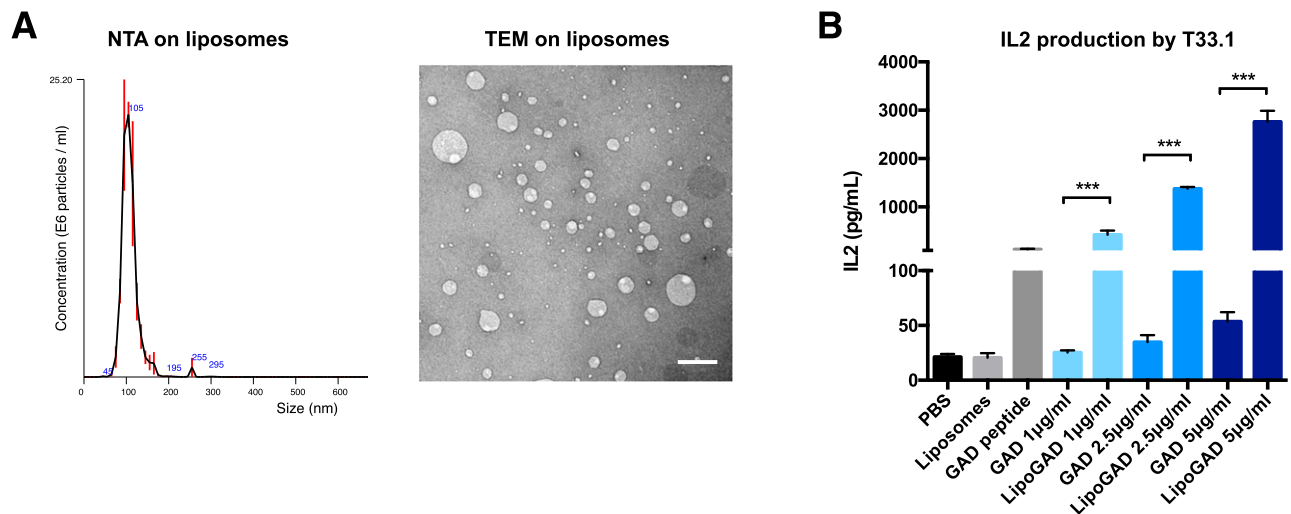 A
NTA on liposomes
25.20
Concentration (E6 particles / ml)
105
45
195
255
295
0
100
200
300
400
500
600
Size (nm)
TEM on liposomes
B
IL2 production by T33.1
IL2 (pg/mL)
4000
3000
2000
1000
100
50
0
***
***
***
PBS
Liposomes
GAD peptide
GAD 1µg/ml
LipoGAD 1µg/ml
GAD 2.5µg/ml
LipoGAD 2.5µg/ml
GAD 5µg/ml
LipoGAD 5µg/ml